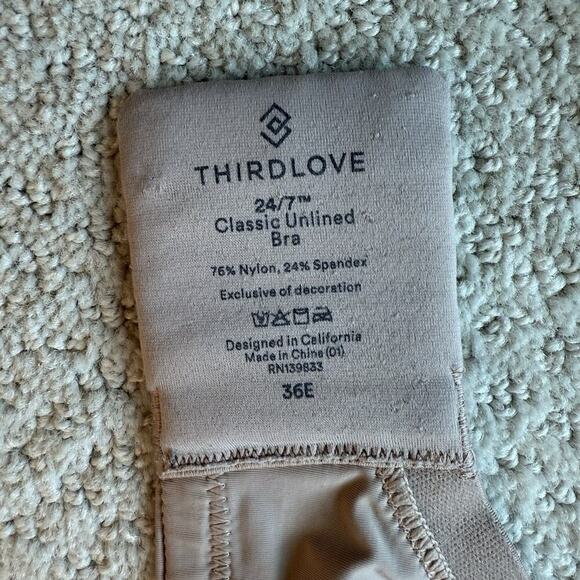 THIRDLOVE
24/7™
Classic Unlined
Bra
76% Nylon, 24% Spandex
Exclusive of decoration
Designed in California
Made in China (01)
RN139833
36E